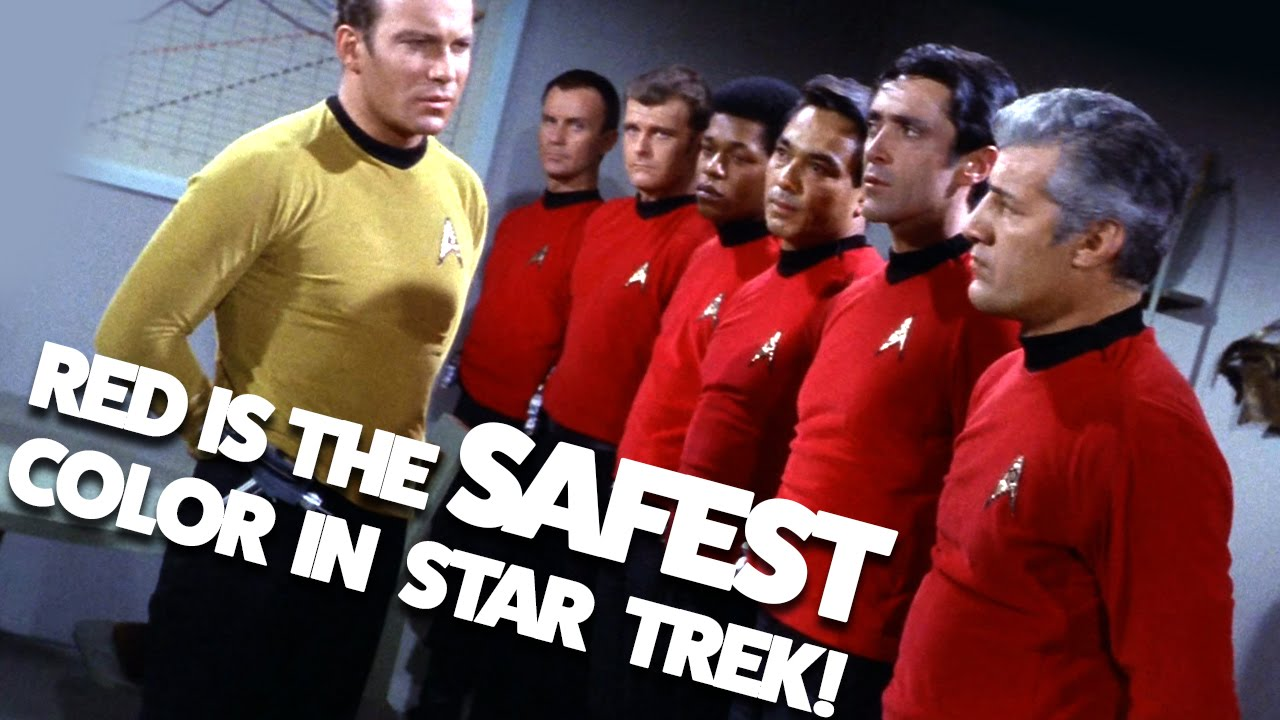 RED IS THE SAFEST
COLOR IN STAR TREK!